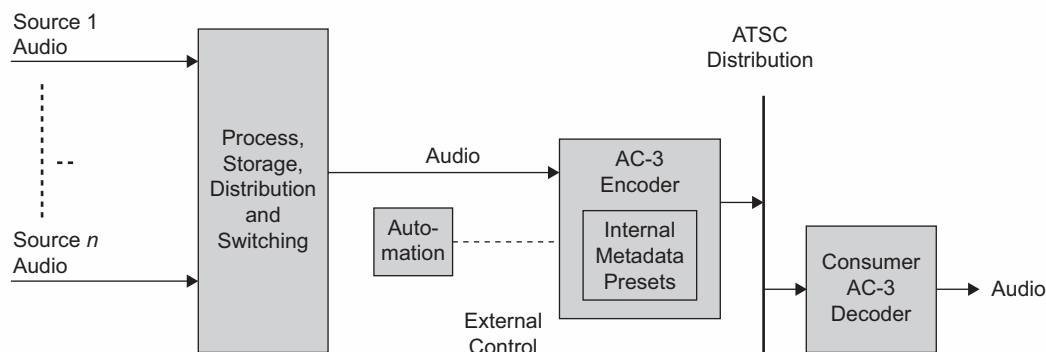 Source 1
Audio
ATSC
Distribution
Process,
Storage,
Distribution
and
Switching
Audio
AC-3
Encoder
Auto-
mation
Internal
Metadata
Presets
Source n
Audio
Consumer
AC-3
Decoder
Audio
External
Control